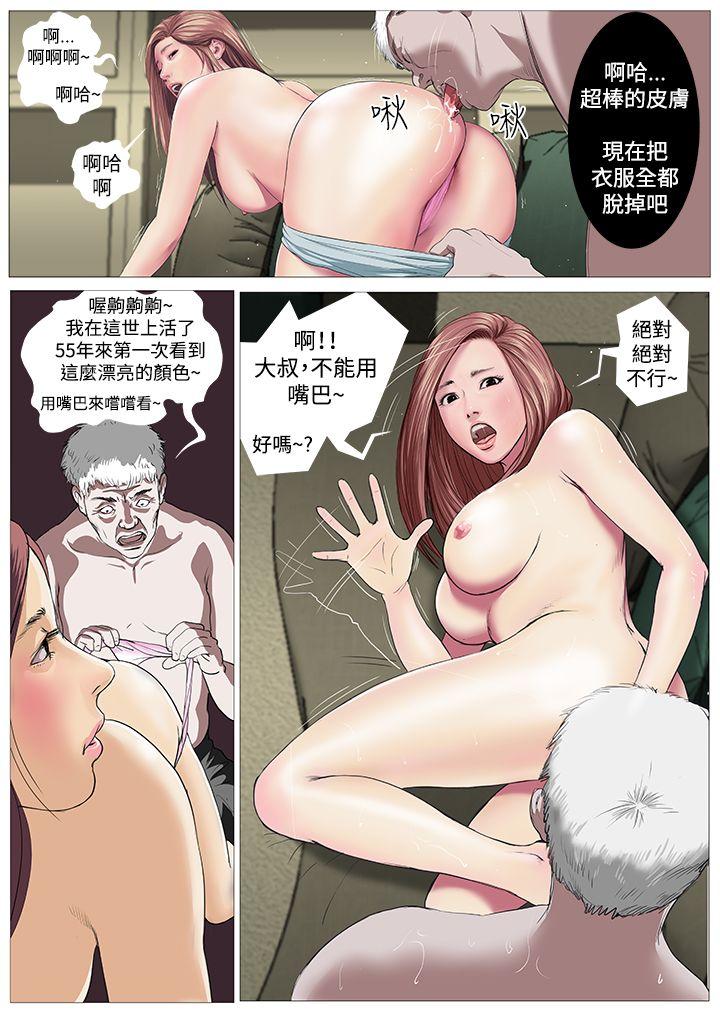 啊...
啊啊啊~
啊哈~
啊哈
啊
啾
啾
啊哈...
超棒的皮膚
現在把
衣服全都
脫掉吧
喔齁齁齁~
我在這世上活了
55年來第一次看到
這麼漂亮的顏色~
用嘴巴來嚐嚐看~
啊!!
大叔,不能用
嘴巴~
好嗎~?
絕對
絕對
不行~